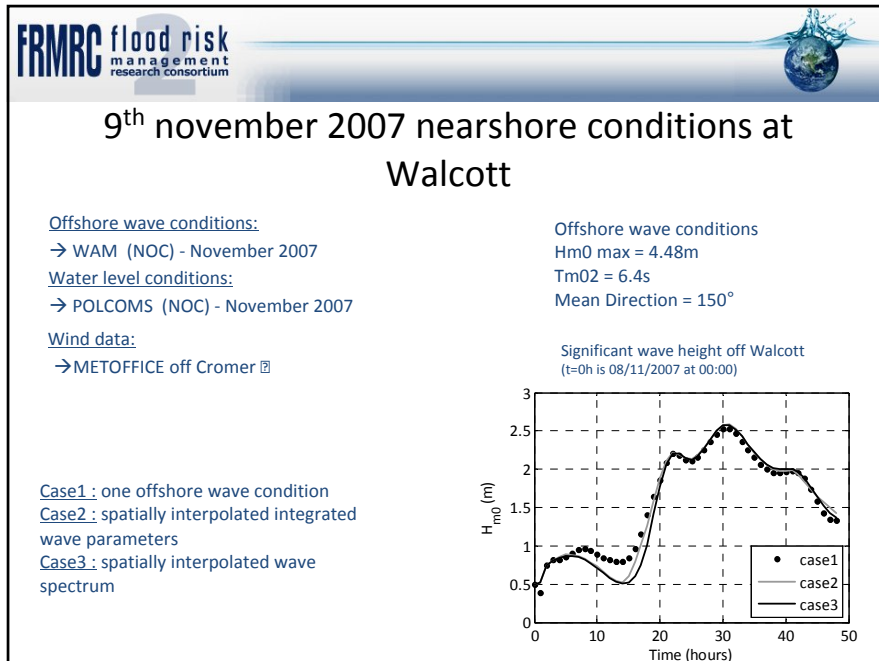 FRMRC flood risk
management
research consortium
2
9th november 2007 nearshore conditions at
Walcott
Offshore wave conditions:
→ WAM (NOC) - November 2007
Water level conditions:
→ POLCOMS (NOC) - November 2007
Wind data:
→METOFFICE off Cromer ⍰
Case1 : one offshore wave condition
Case2 : spatially interpolated integrated
wave parameters
Case3 : spatially interpolated wave
spectrum
Offshore wave conditions
Hm0 max = 4.48m
Tm02 = 6.4s
Mean Direction = 150°
Significant wave height off Walcott
(t=0h is 08/11/2007 at 00:00)
3
2.5
2
1.5
1
0.5
0
Hm0 (m)
case1
case2
case3
0 10 20 30 40 50
Time (hours)